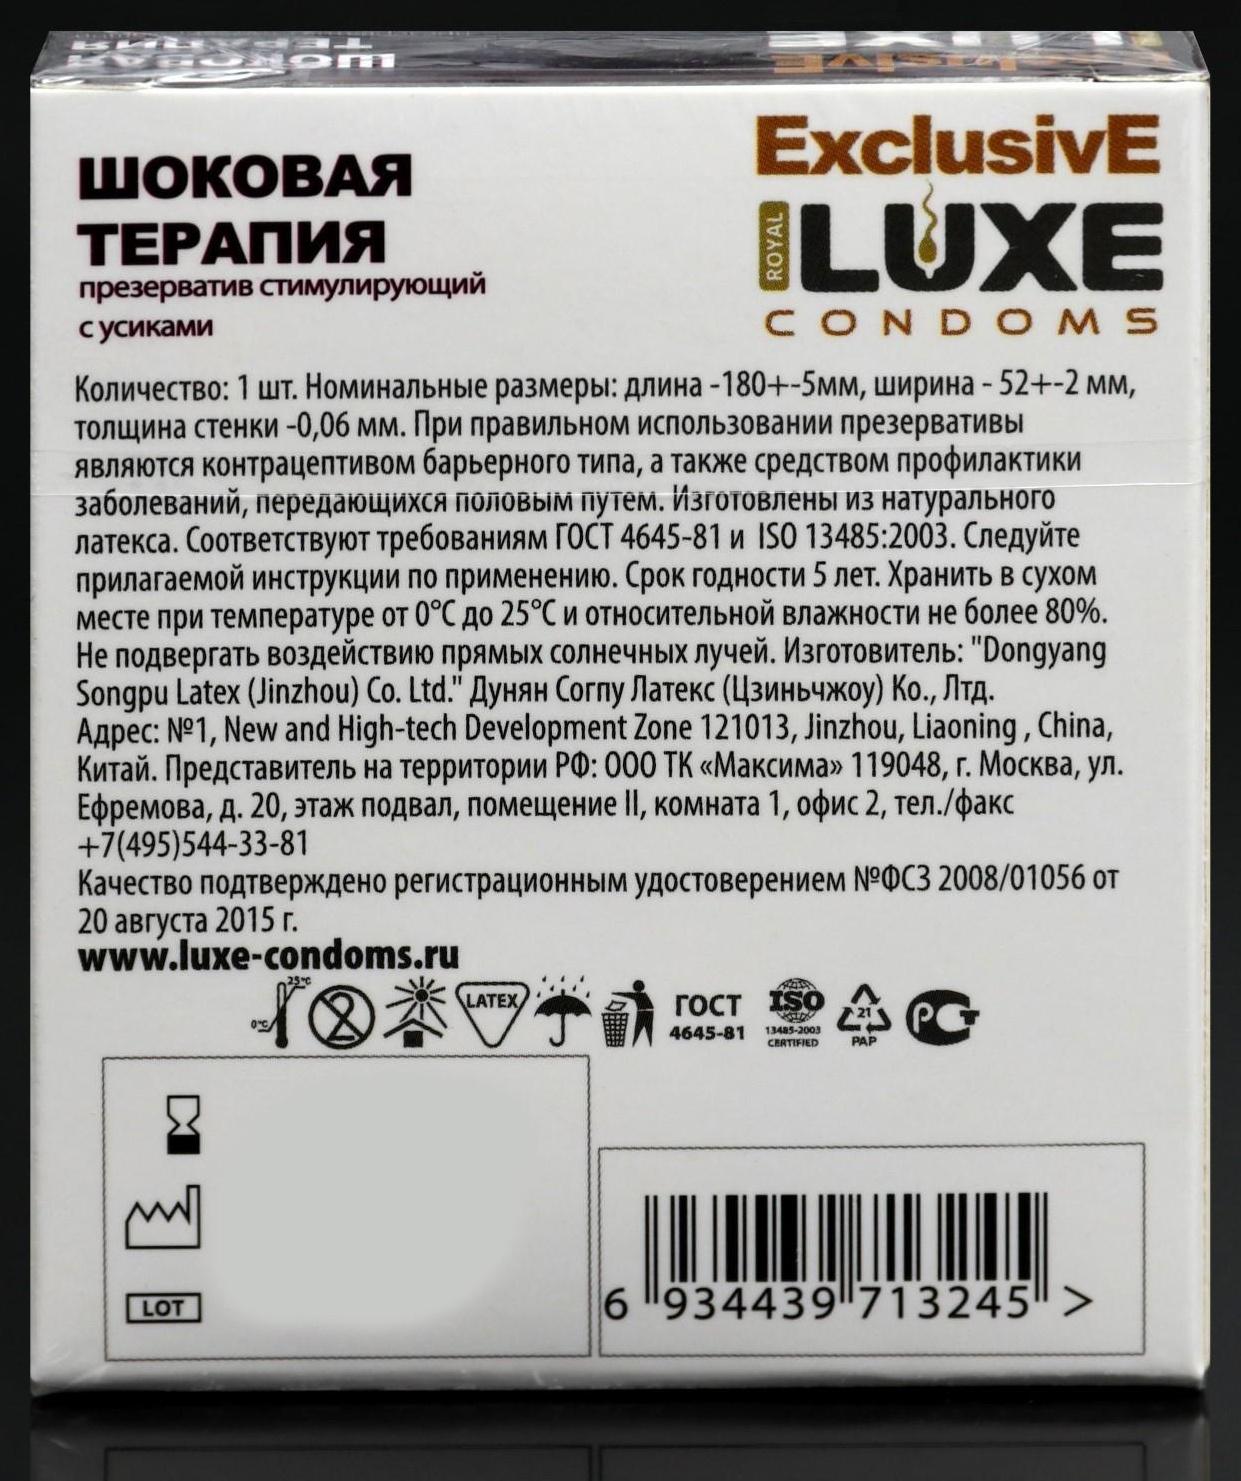 ШОКОВАЯ
ТЕРАПИЯ
презерватив стимулирующий
с усиками
ExclusivE
ROYAL
LUXE
CONDOMS
Количество: 1 шт. Номинальные размеры: длина -180+-5мм, ширина - 52+-2 мм,
толщина стенки -0,06 мм. При правильном использовании презервативы
являются контрацептивом барьерного типа, а также средством профилактики
заболеваний, передающихся половым путем. Изготовлены из натурального
латекса. Соответствуют требованиям ГОСТ 4645-81 и ISO 13485:2003. Следуйте
прилагаемой инструкции по применению. Срок годности 5 лет. Хранить в сухом
месте при температуре от 0°С до 25°С и относительной влажности не более 80%.
Не подвергать воздействию прямых солнечных лучей. Изготовитель: "Dongyang
Songpu Latex (Jinzhou) Co. Ltd." Дунян Согпу Латекс (Цзиньчжоу) Ко., Лтд.
Адрес: №1, New and High-tech Development Zone 121013, Jinzhou, Liaoning , China,
Китай. Представитель на территории РФ: ООО ТК «Максима» 119048, г. Москва, ул.
Ефремова, д. 20, этаж подвал, помещение II, комната 1, офис 2, тел./факс
+7(495)544-33-81
Качество подтверждено регистрационным удостоверением №ФСЗ 2008/01056 от
20 августа 2015 г.
www.luxe-condoms.ru
25°C
0°C
2
LATEX
ГОСТ
4645-81
ISO
13485-2003
CERTIFIED
21
PAP
РСТ
LOT
6 934439 713245 >